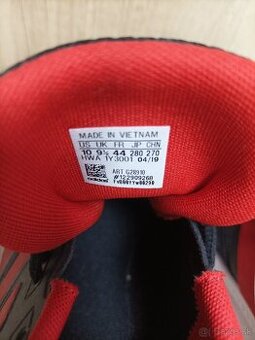 MADE IN VIETNAM
US UK FR JP CHN
10 9½ 44 280 270
HWA 1Y3001 04/19
ART G28910
adidas